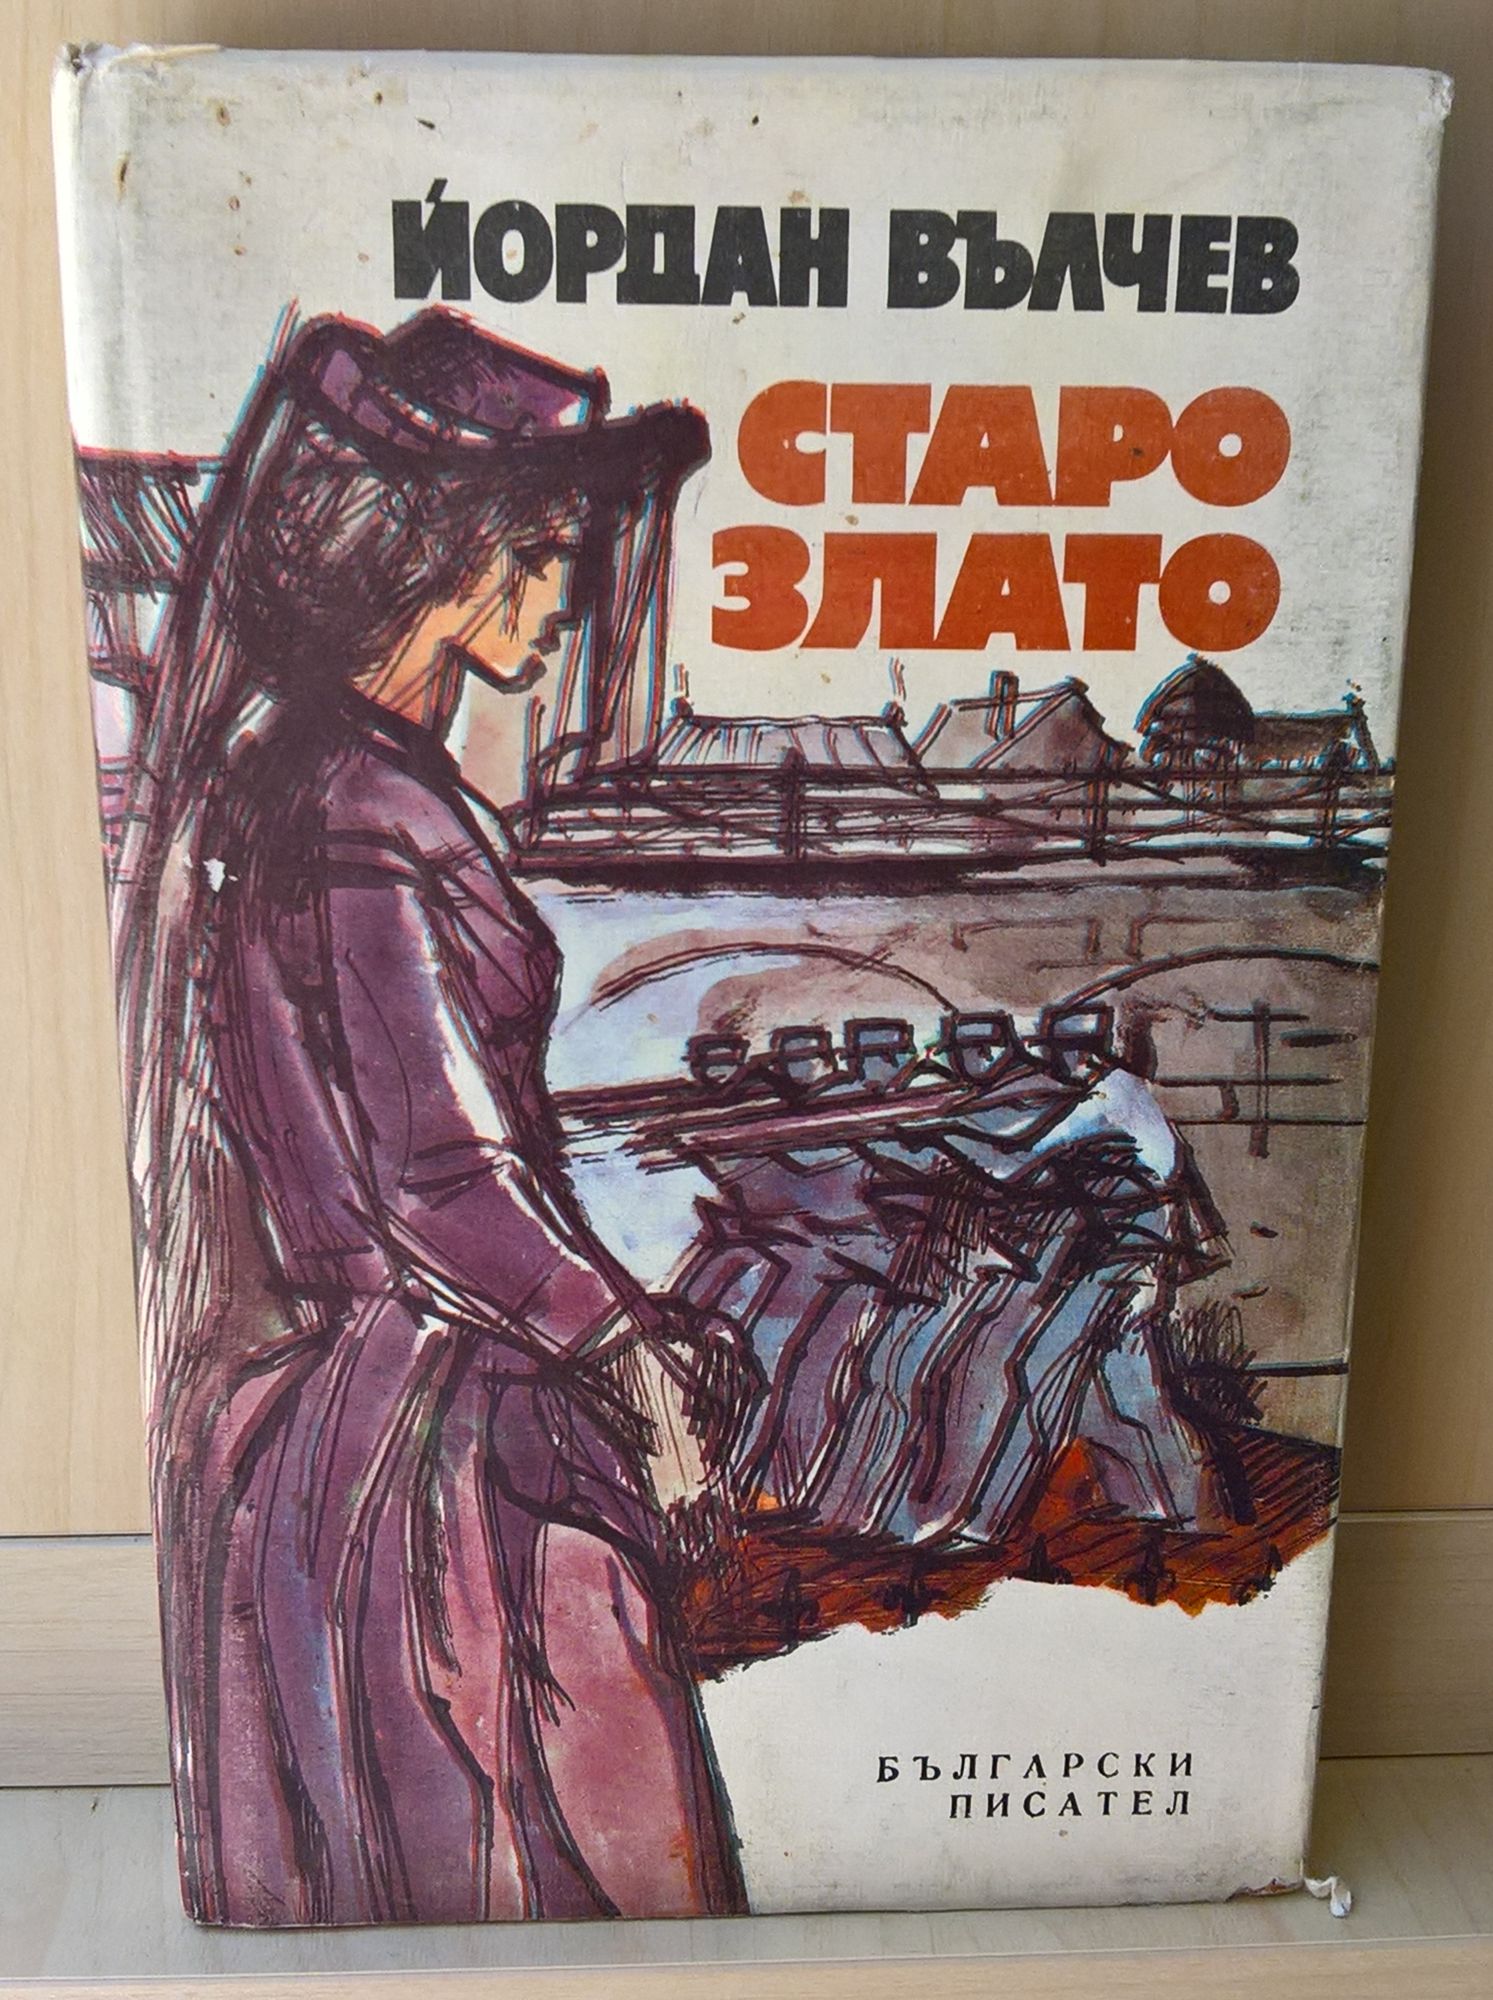 ЙОРДАН ВЪЛЧЕВ
СТАРО
ЗЛАТО
БЪЛГАРСКИ
ПИСАТЕЛ